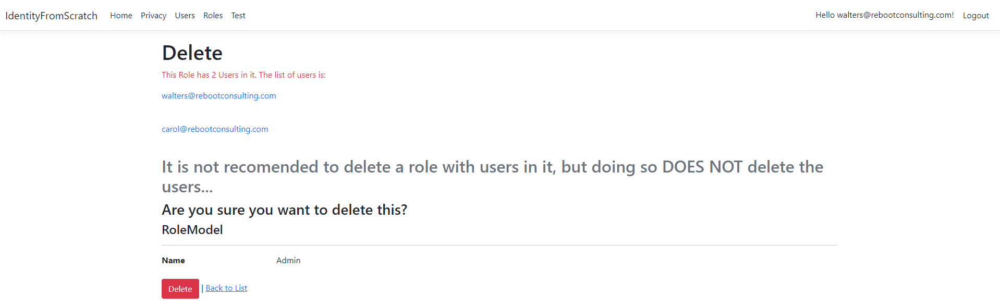 IdentityFromScratch Home Privacy Users Roles Test Hello walters@rebootconsulting.com! Logout
Delete
This Role has 2 Users in it. The list of users is:
walters@rebootconsulting.com
carol@rebootconsulting.com
It is not recomended to delete a role with users in it, but doing so DOES NOT delete the
users...
Are you sure you want to delete this?
RoleModel
Name Admin
Delete | Back to List